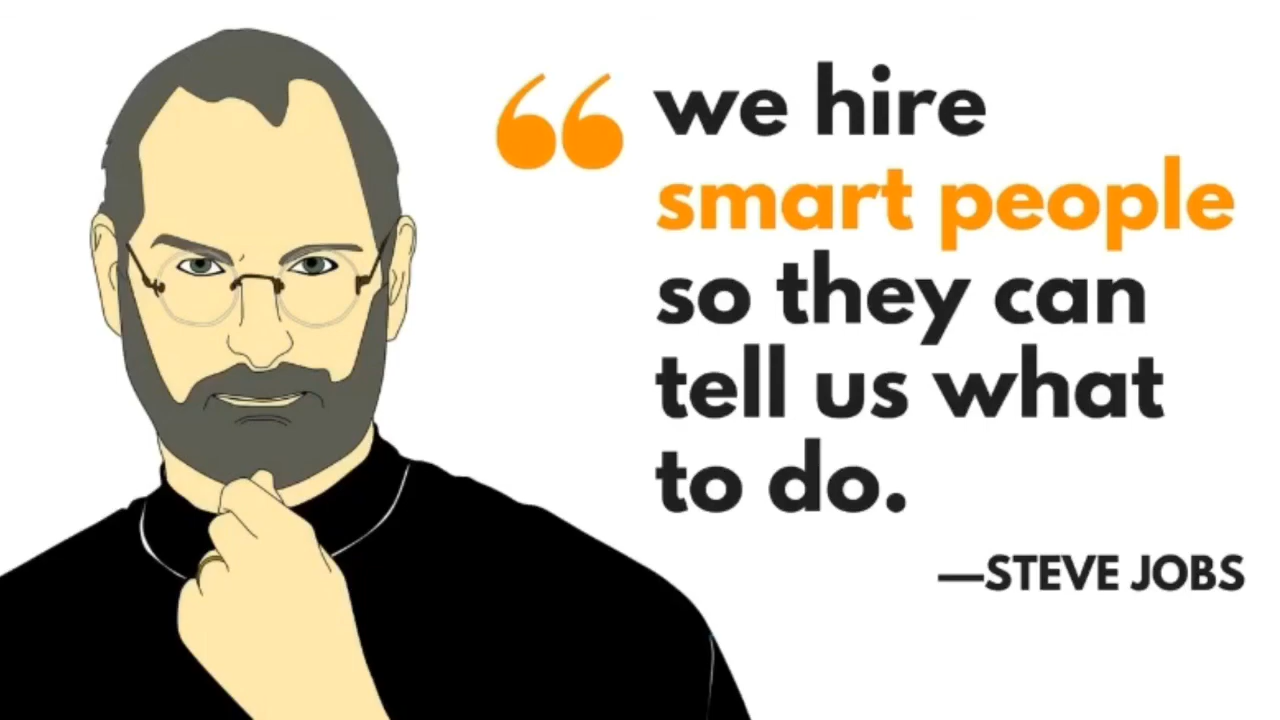 “ we hire
smart people
so they can
tell us what
to do.
—STEVE JOBS